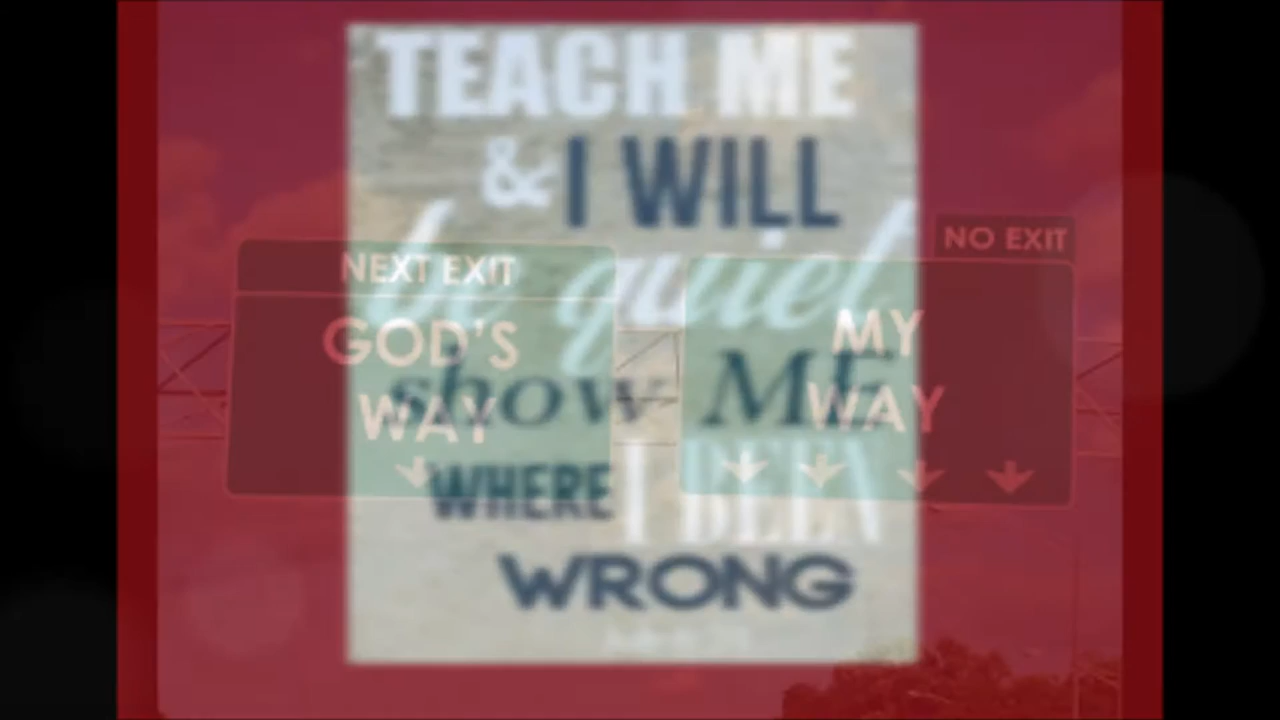 TEACH ME
& I WILL
be quiet
show ME
WHERE I BEEN
WRONG
NEXT EXIT
GOD'S
WAY
NO EXIT
MY
WAY